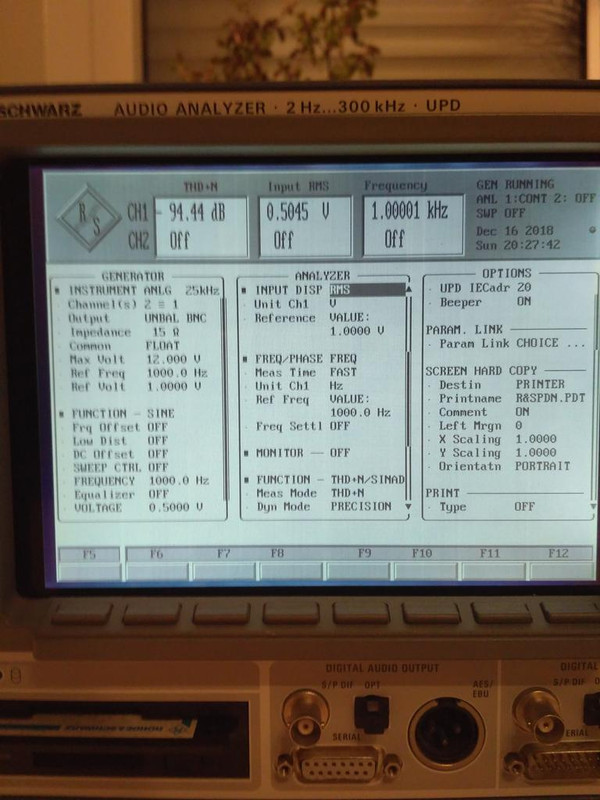 SCHWARZ AUDIO ANALYZER · 2 Hz...300 kHz · UPD
R S
THD+N Input RMS Frequency
CH1 - 94.44 dB 0.5045 V 1.00001 kHz
CH2 Off Off Off
GEN RUNNING
ANL 1:CONT 2: OFF
SWP OFF
Dec 16 2018
Sun 20:27:42
GENERATOR
INSTRUMENT ANLG 25kHz
Channel(s) 2 ≡ 1
Output UNBAL BNC
Impedance 15 Ω
Common FLOAT
Max Volt 12.000 V
Ref Freq 1000.0 Hz
Ref Volt 1.0000 V
FUNCTION - SINE
Frq Offset OFF
Low Dist OFF
DC Offset OFF
SWEEP CTRL OFF
FREQUENCY 1000.0 Hz
Equalizer OFF
VOLTAGE 0.5000 V
ANALYZER
INPUT DISP RMS
Unit Ch1 V
Reference VALUE:
1.0000 V
FREQ/PHASE FREQ
Meas Time FAST
Unit Ch1 Hz
Ref Freq VALUE:
1000.0 Hz
Freq Settl OFF
MONITOR — OFF
FUNCTION - THD+N/SINAD
Meas Mode THD+N
Dyn Mode PRECISION
OPTIONS
UPD IECadr 20
Beeper ON
PARAM. LINK
Param Link CHOICE ...
SCREEN HARD COPY
Destin PRINTER
Printname R&SPDN.PDT
Comment ON
Left Mrgn 0
X Scaling 1.0000
Y Scaling 1.0000
Orientatn PORTRAIT
PRINT
Type OFF
F5 F6 F7 F8 F9 F10 F11 F12
DIGITAL AUDIO OUTPUT
S/P DIF - OPT
AES/
EBU
SERIAL
DIGITAL
S/P DIF
ERIAL